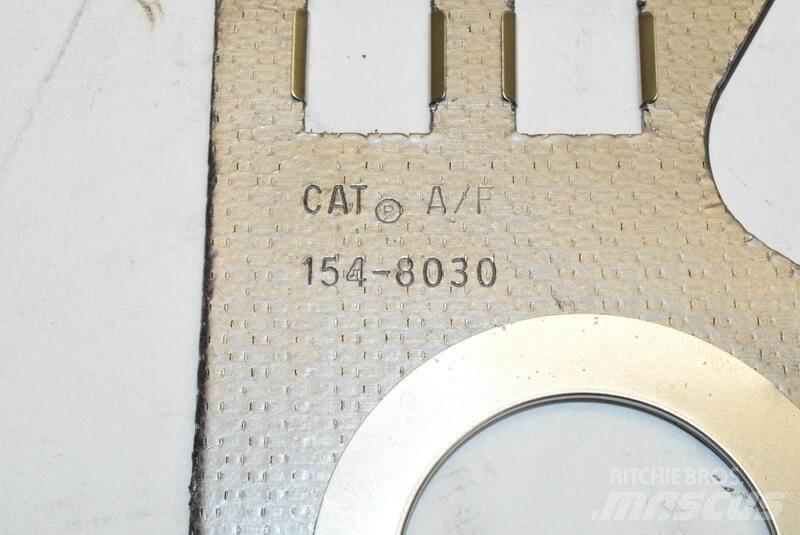 CAT® A/F
154-8030
RITCHIE BROS
mascus